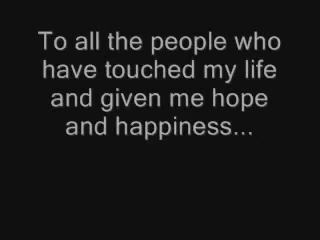 To all the people who
have touched my life
and given me hope
and happiness...